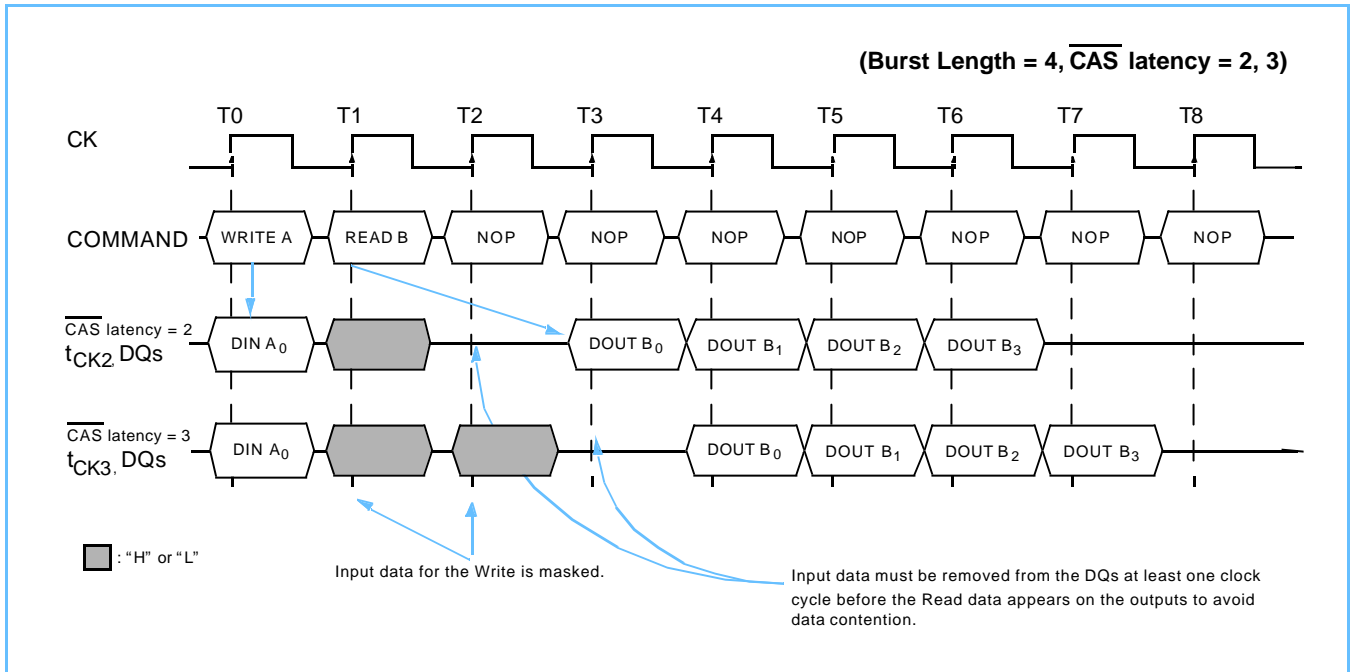 (Burst Length = 4, CAS latency = 2, 3)
T0 T1 T2 T3 T4 T5 T6 T7 T8
CK
COMMAND WRITE A READ B NOP NOP NOP NOP NOP NOP NOP
CAS latency = 2
tCK2, DQs DIN A0 DOUT B0 DOUT B1 DOUT B2 DOUT B3
CAS latency = 3
tCK3, DQs DIN A0 DOUT B0 DOUT B1 DOUT B2 DOUT B3
: “H” or “L”
Input data for the Write is masked.
Input data must be removed from the DQs at least one clock
cycle before the Read data appears on the outputs to avoid
data contention.